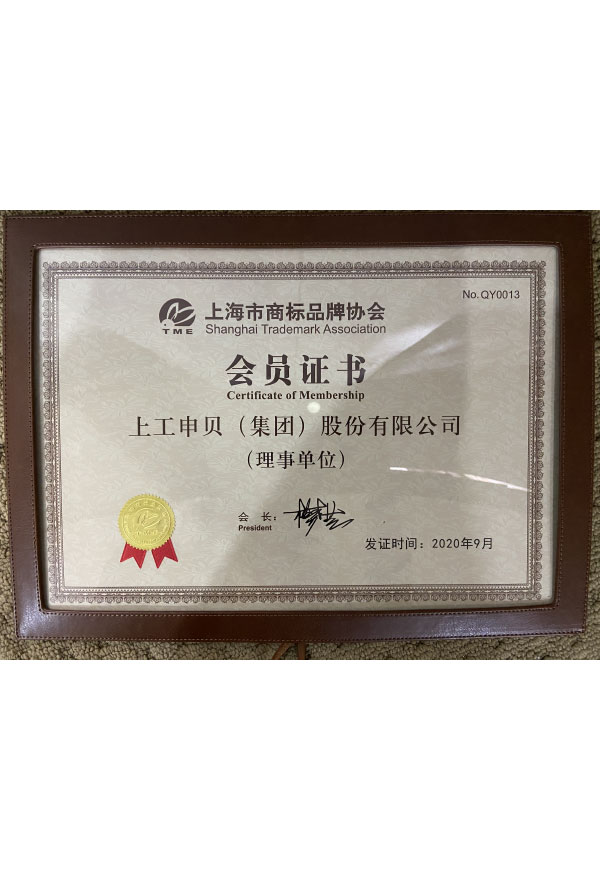 No. QY0013
TME
上海市商标品牌协会
Shanghai Trademark Association
会员证书
Certificate of Membership
上工申贝（集团）股份有限公司
（理事单位）
会 长：
President
发证时间：2020年9月